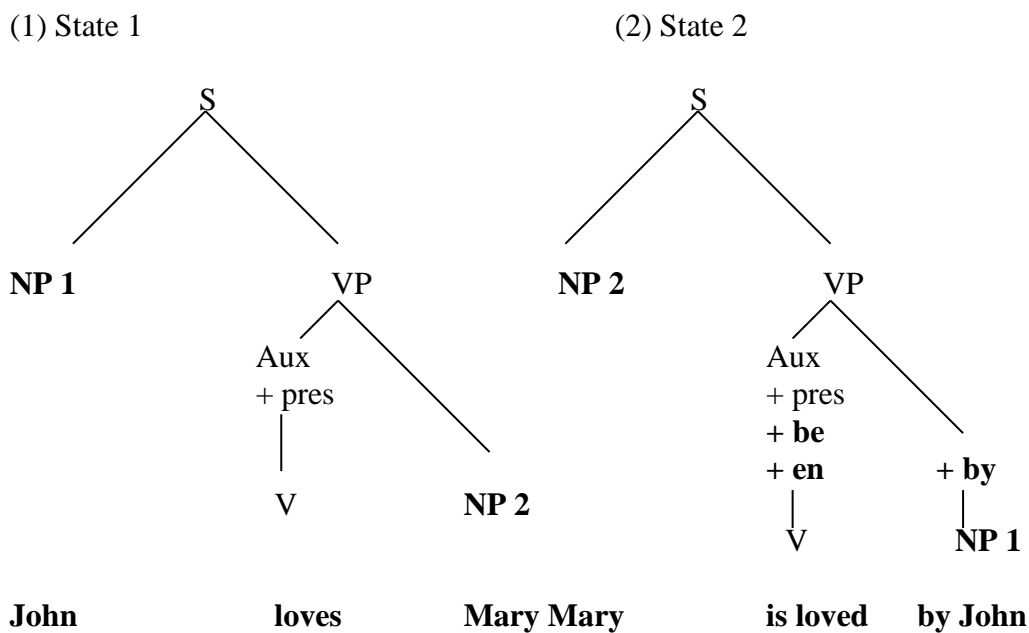 (1) State 1 (2) State 2
S S
NP 1 VP NP 2 VP
Aux Aux
+ pres + pres
+ be
+ en + by
V NP 2
V NP 1
John loves Mary Mary is loved by John